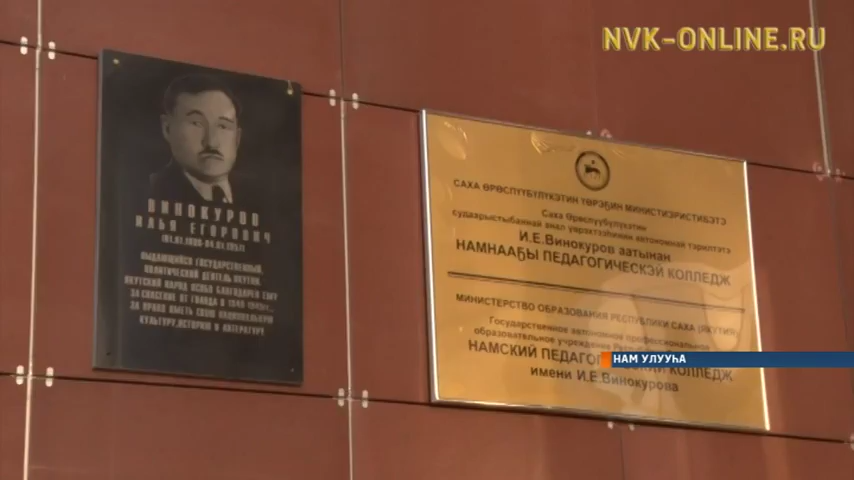 NVK-ONLINE.RU
ВИНОКУРОВ
ИЛЬЯ ЕГОРОВИЧ
ВЫДАЮЩИЙСЯ ГОСУДАРСТВЕННЫЙ,
ПОЛИТИЧЕСКИЙ ДЕЯТЕЛЬ ЯКУТИИ.
ЯКУТСКИЙ НАРОД ОСОБО БЛАГОДАРЕН ЕМУ
ЗА СПАСЕНИЕ ОТ ГОЛОДА В
ЗА ПРАВО ИМЕТЬ СВОЮ НАЦИОНАЛЬНУЮ
КУЛЬТУРУ, ИСТОРИЮ И ЛИТЕРАТУРУ
САХА ӨРӨСПҮҮБҮЛҮКЭТИН ҮӨРЭҔИН МИНИСТИЭРИСТИБЭТЭ
Саха Өрөспүүбүлүкэтин
судаарыстыбаннай анал үөрэхтээһинин автономнай тэрилтэтэ
И.Е.Винокуров аатынан
НАМНААҔЫ ПЕДАГОГИЧЕСКЭЙ КОЛЛЕДЖ
МИНИСТЕРСТВО ОБРАЗОВАНИЯ РЕСПУБЛИКИ САХА (ЯКУТИЯ)
Государственное автономное профессиональное
образовательное учреждение
НАМСКИЙ ПЕДАГОГИЧЕСКИЙ КОЛЛЕДЖ
имени И.Е.Винокурова
НАМ УЛУУҺА